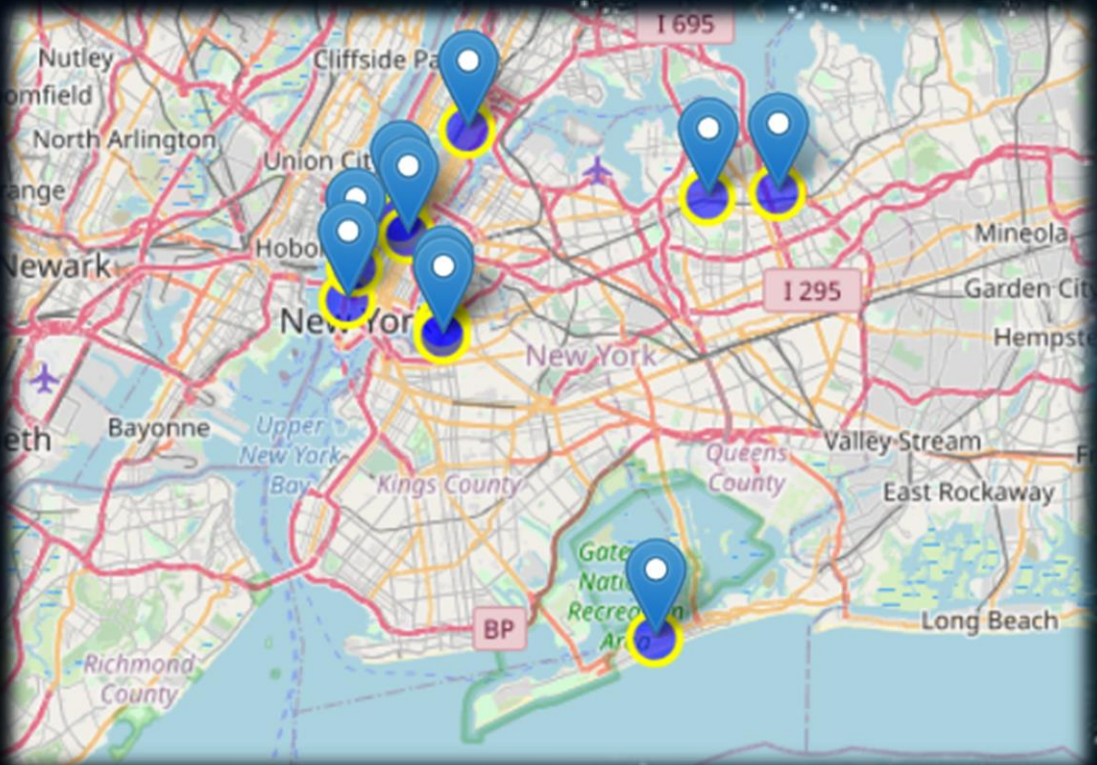 I 695
Nutley
Cliffside Pa
omfield
North Arlington
Union Cit
range
Mineola
Hobo
Newark
I 295
Garden City
New Yor
Hempste
New York
Bayonne
Upper
New York
Bay
eth
Valley Stream
F
Queens
County
Kings County
East Rockaway
Gate
Natio
Recreation
Area
BP
Long Beach
Richmond
County